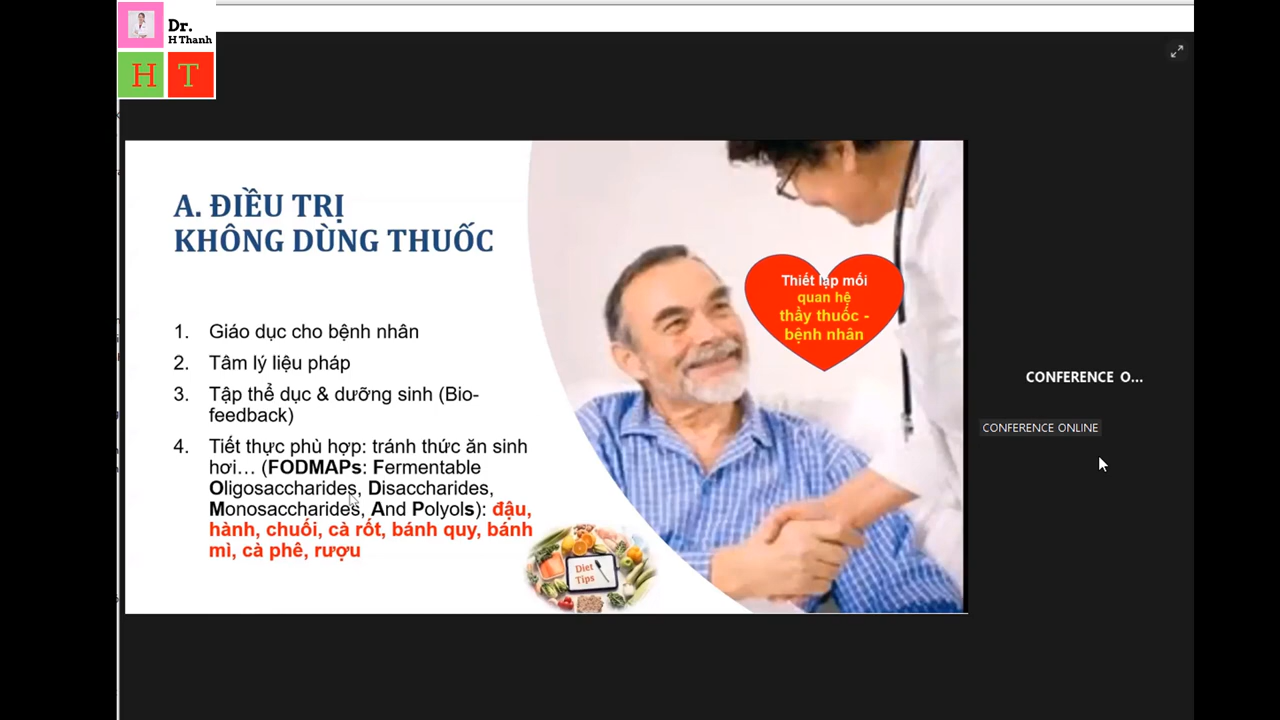 Dr.
H Thanh
H T
A. ĐIỀU TRỊ
KHÔNG DÙNG THUỐC
1. Giáo dục cho bệnh nhân
2. Tâm lý liệu pháp
3. Tập thể dục & dưỡng sinh (Bio-
feedback)
4. Tiết thực phù hợp: tránh thức ăn sinh
hơi… (FODMAPs: Fermentable
Oligosaccharides, Disaccharides,
Monosaccharides, And Polyols): đậu,
hành, chuối, cà rốt, bánh quy, bánh
mì, cà phê, rượu
Thiết lập mối
quan hệ
thầy thuốc -
bệnh nhân
Diet
Tips
CONFERENCE O...
CONFERENCE ONLINE